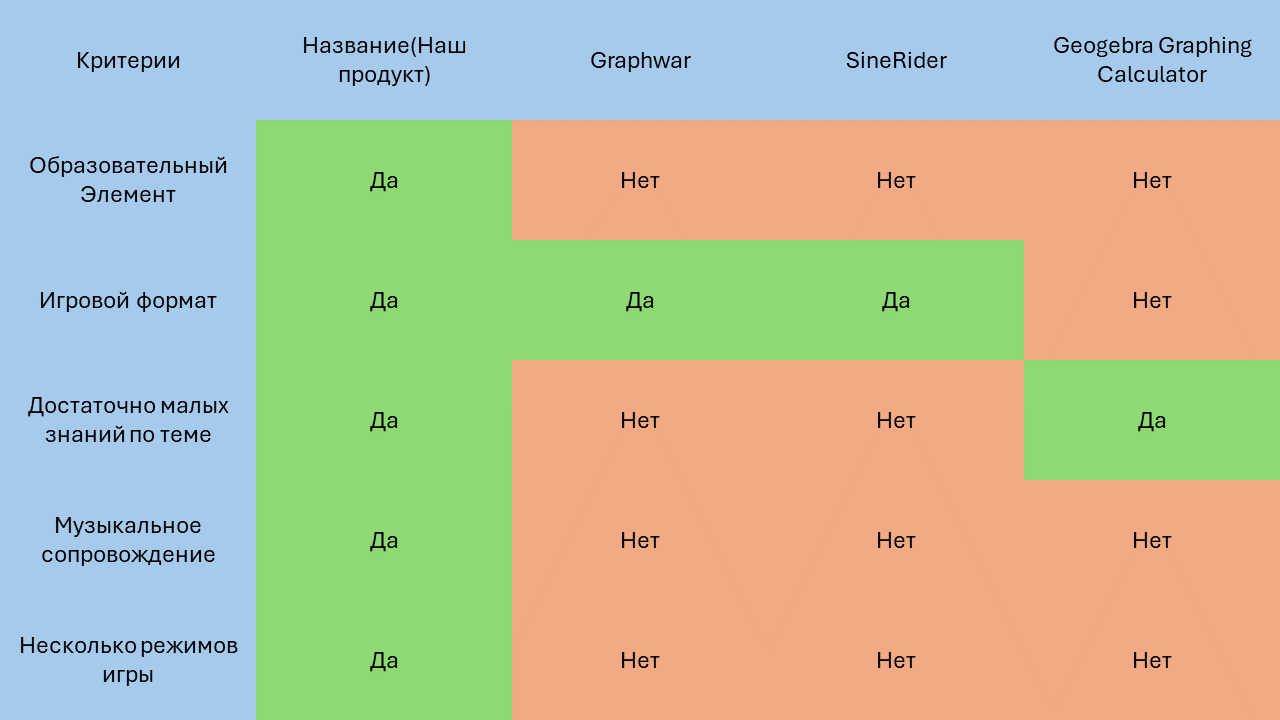 Критерии
Название(Наш
продукт)
Graphwar
SineRider
Geogebra Graphing
Calculator
Образовательный
Элемент
Да
Нет
Нет
Нет
Игровой формат
Да
Да
Да
Нет
Достаточно малых
знаний по теме
Да
Нет
Нет
Да
Музыкальное
сопровождение
Да
Нет
Нет
Нет
Несколько режимов
игры
Да
Нет
Нет
Нет